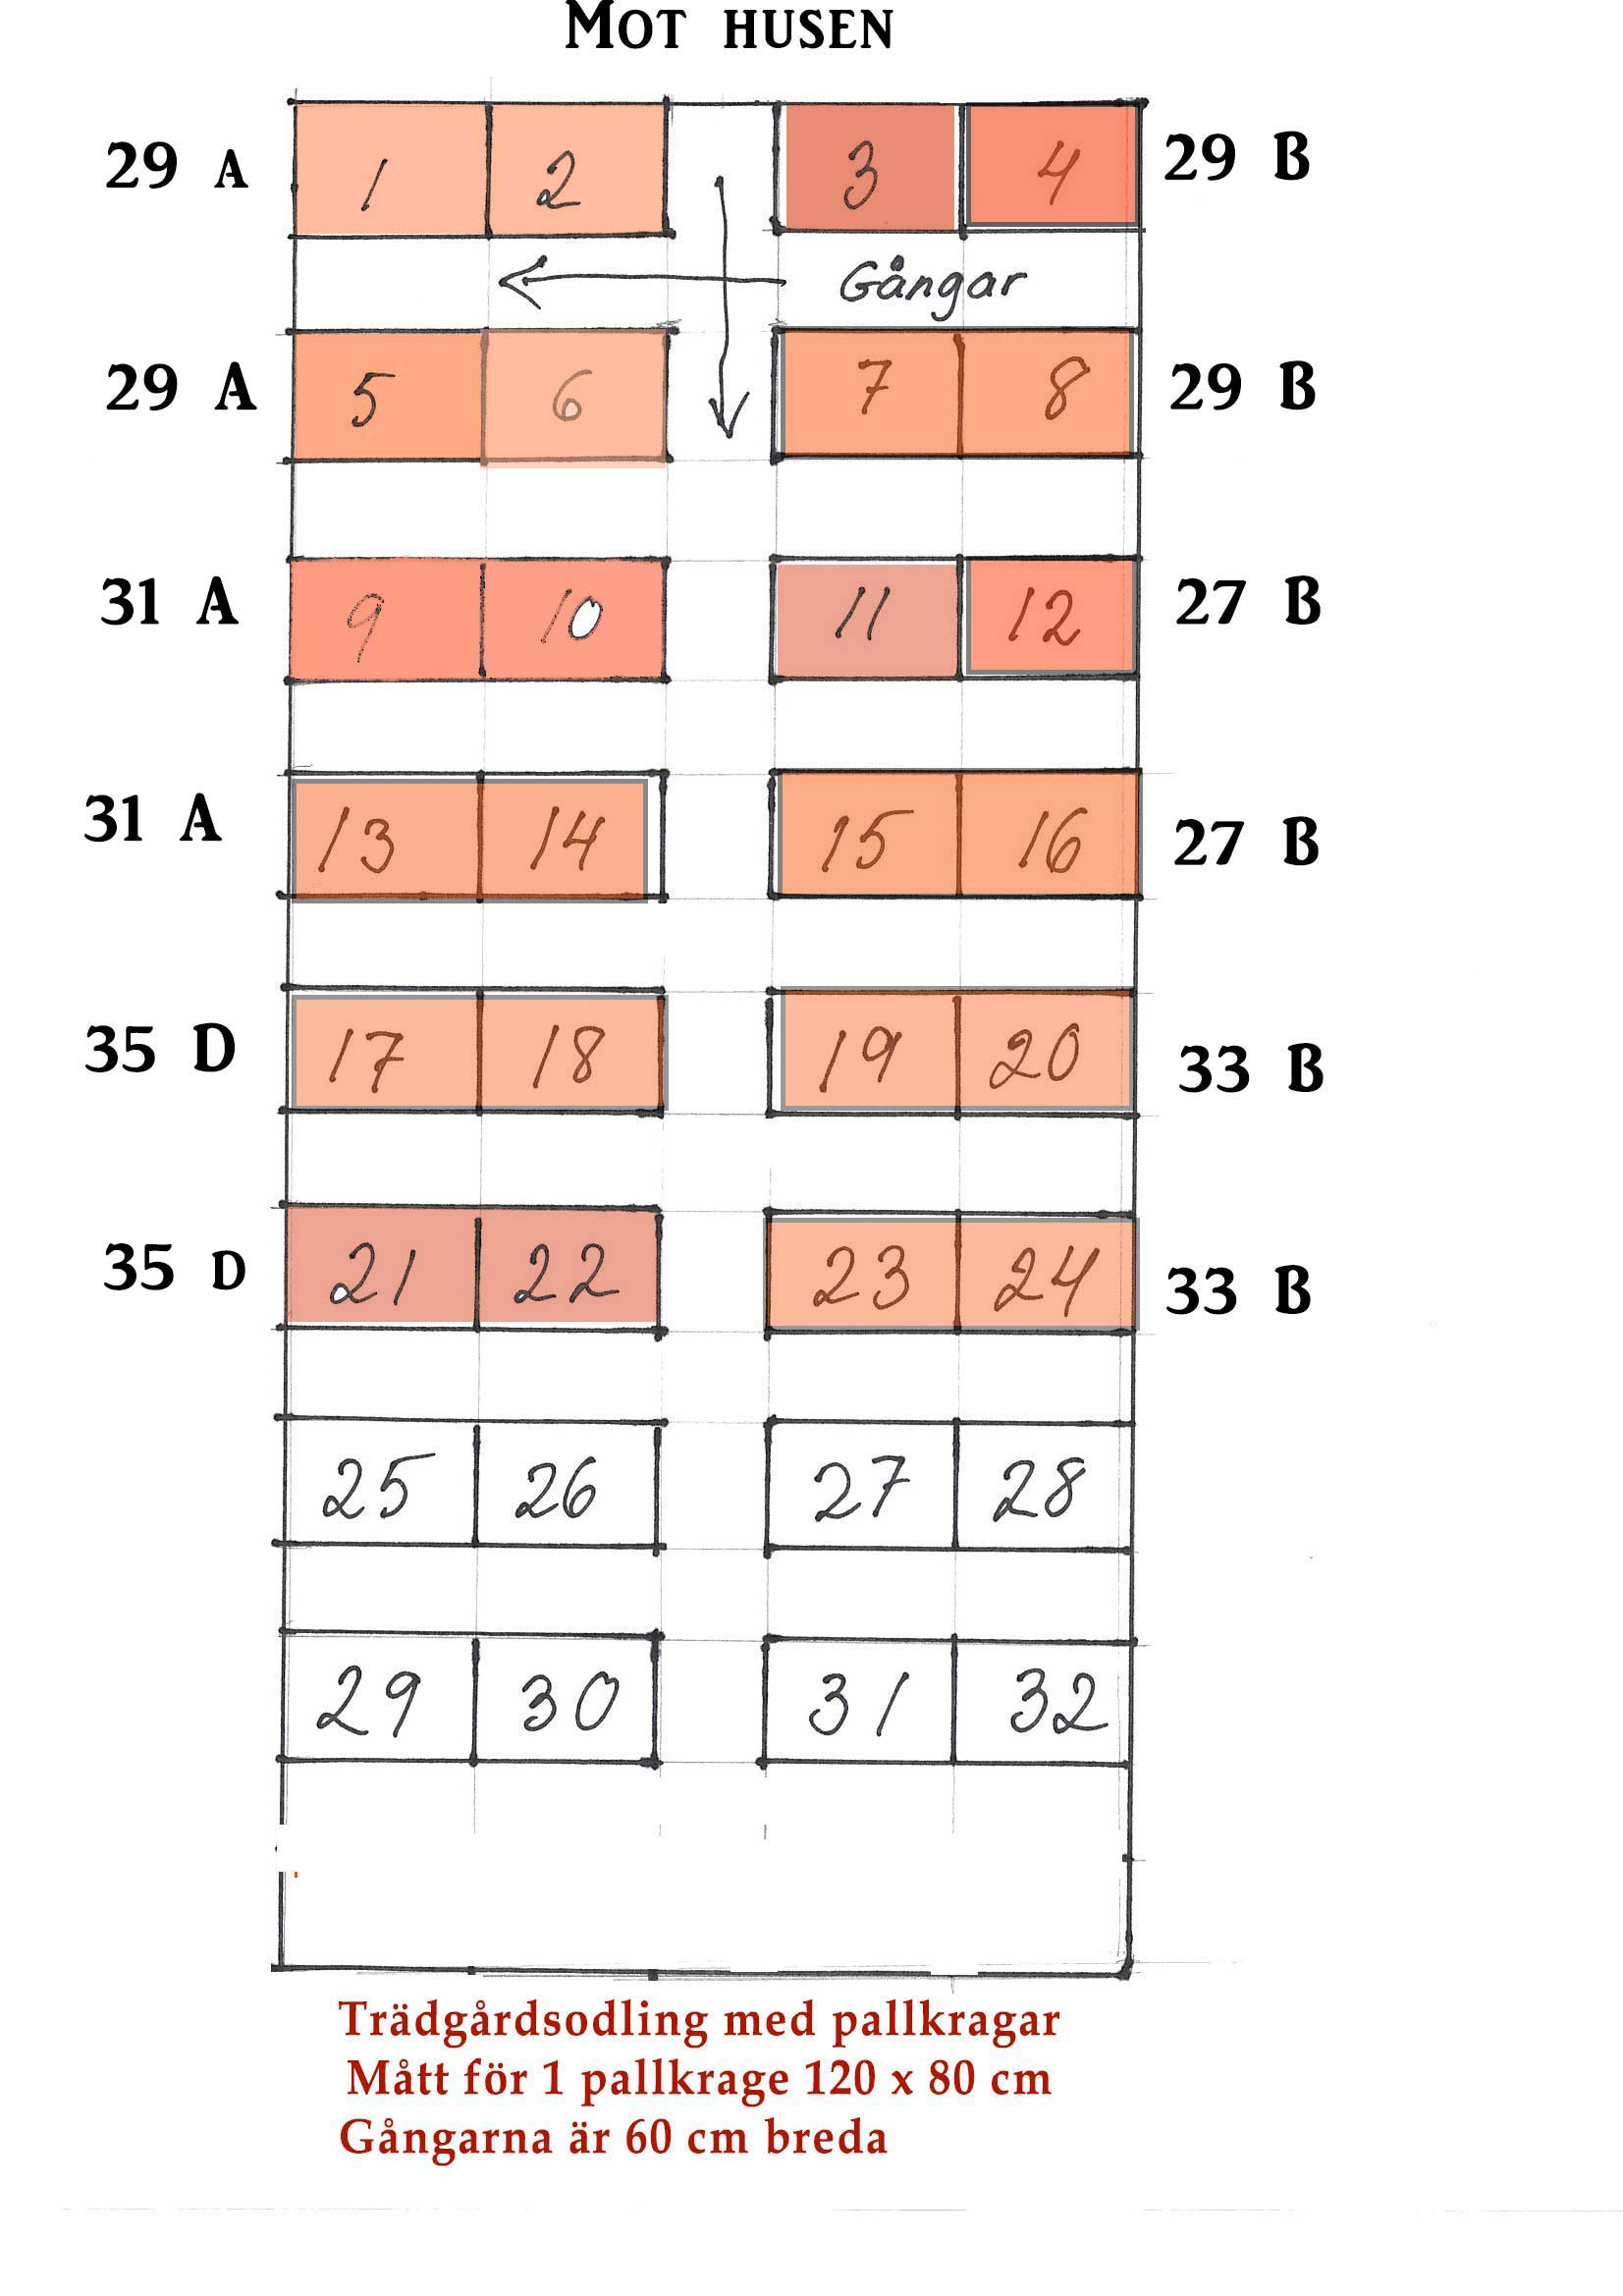 MOT HUSEN
29 A 1 2 3 4 29 B
Gångar
29 A 5 6 7 8 29 B
31 A 9 10 11 12 27 B
31 A 13 14 15 16 27 B
35 D 17 18 19 20 33 B
35 D 21 22 23 24 33 B
25 26 27 28
29 30 31 32
Trädgårdsodling med pallkragar
Mått för 1 pallkrage 120 x 80 cm
Gångarna är 60 cm breda